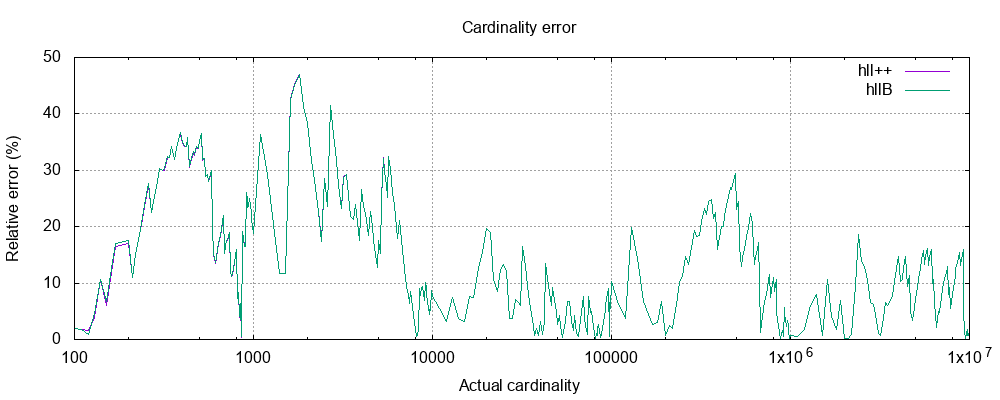 Cardinality error
50
40
30
20
10
0
Relative error (%)
hll++
hllB
100
1000
10000
100000
1x10^6
1x10^7
Actual cardinality